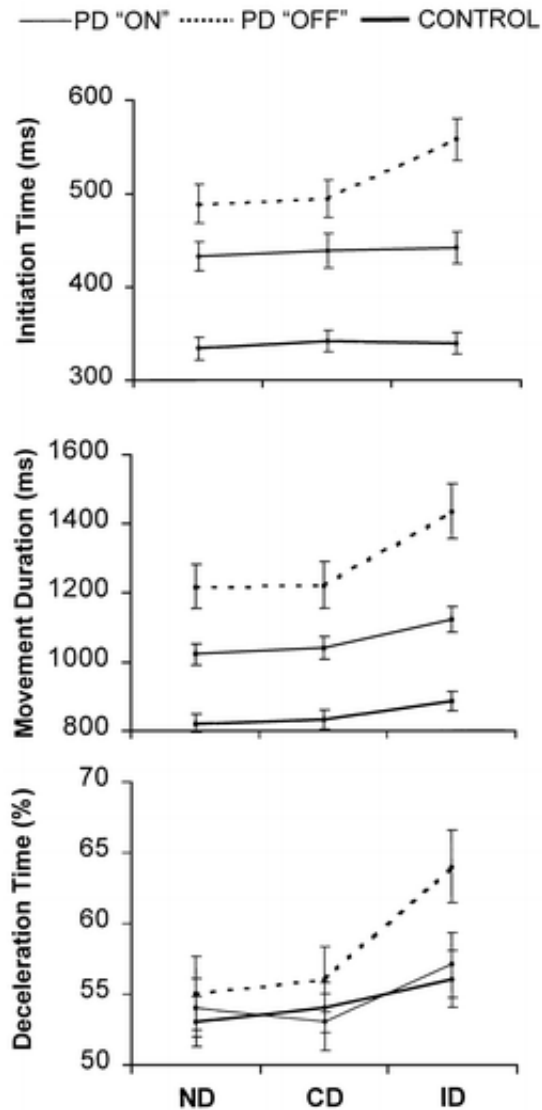 PD “ON” PD “OFF” CONTROL
Initiation Time (ms)
600
500
400
300
Movement Duration (ms)
1600
1400
1200
1000
800
Deceleration Time (%)
70
65
60
55
50
ND CD ID